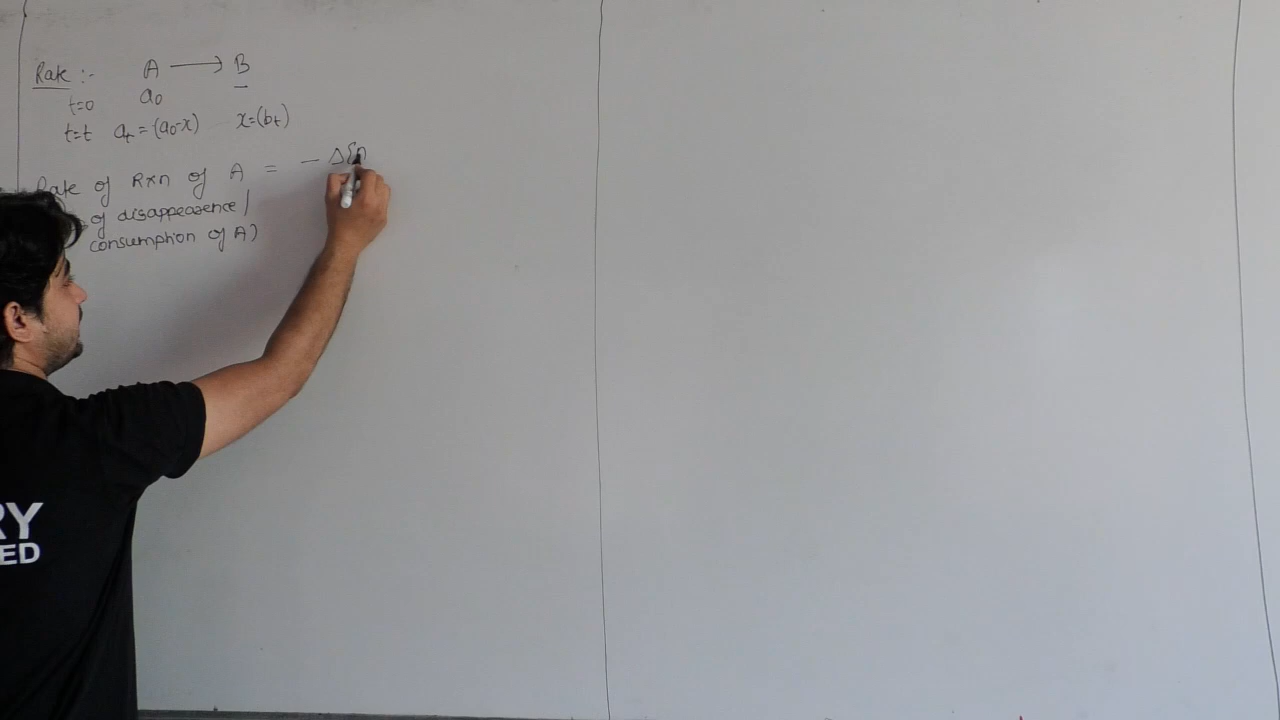 Rate :- A ⟶ B
t=0 a₀ –
t=t aₜ = (a₀-x) x=(bₜ)
Rate of Rxn of A = - Δ
of disappearence /
consumption of A)
RY
ED